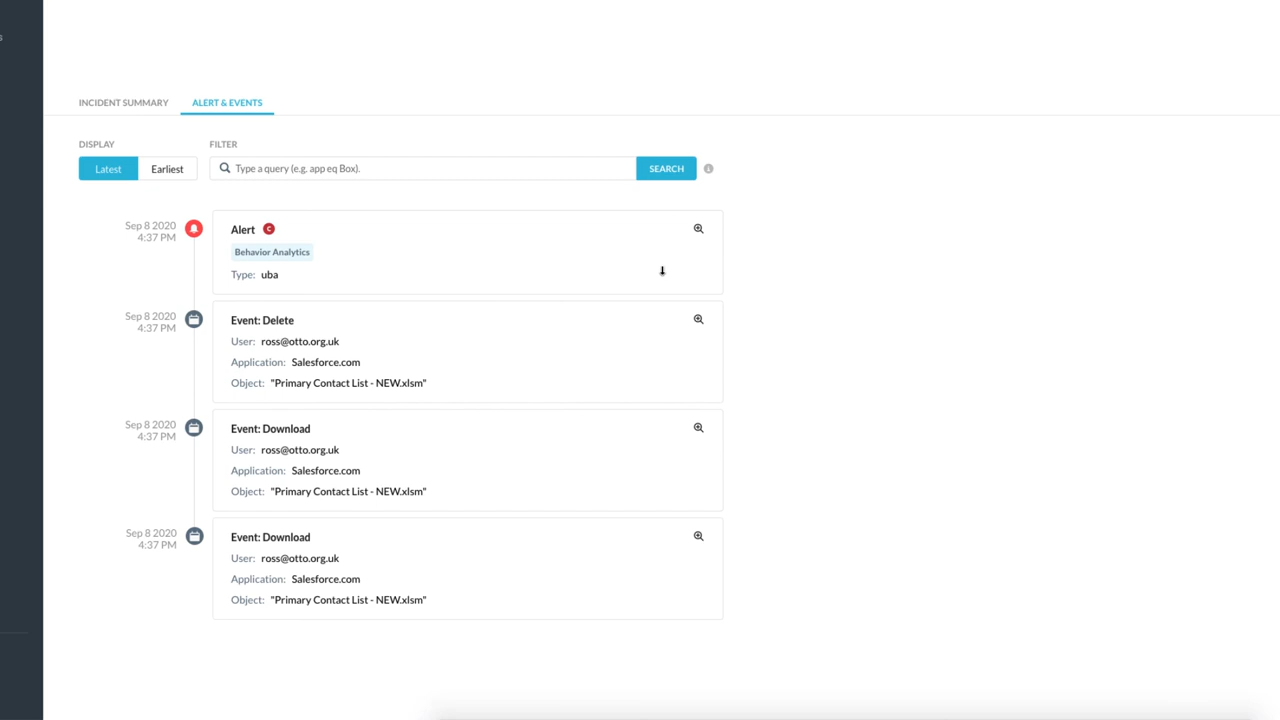 s
INCIDENT SUMMARY ALERT & EVENTS
DISPLAY FILTER
Latest Earliest Type a query (e.g. app eq Box). SEARCH
Sep 8 2020
4:37 PM
Alert C
Behavior Analytics
Type: uba
Sep 8 2020
4:37 PM
Event: Delete
User: ross@otto.org.uk
Application: Salesforce.com
Object: "Primary Contact List - NEW.xlsm"
Sep 8 2020
4:37 PM
Event: Download
User: ross@otto.org.uk
Application: Salesforce.com
Object: "Primary Contact List - NEW.xlsm"
Sep 8 2020
4:37 PM
Event: Download
User: ross@otto.org.uk
Application: Salesforce.com
Object: "Primary Contact List - NEW.xlsm"